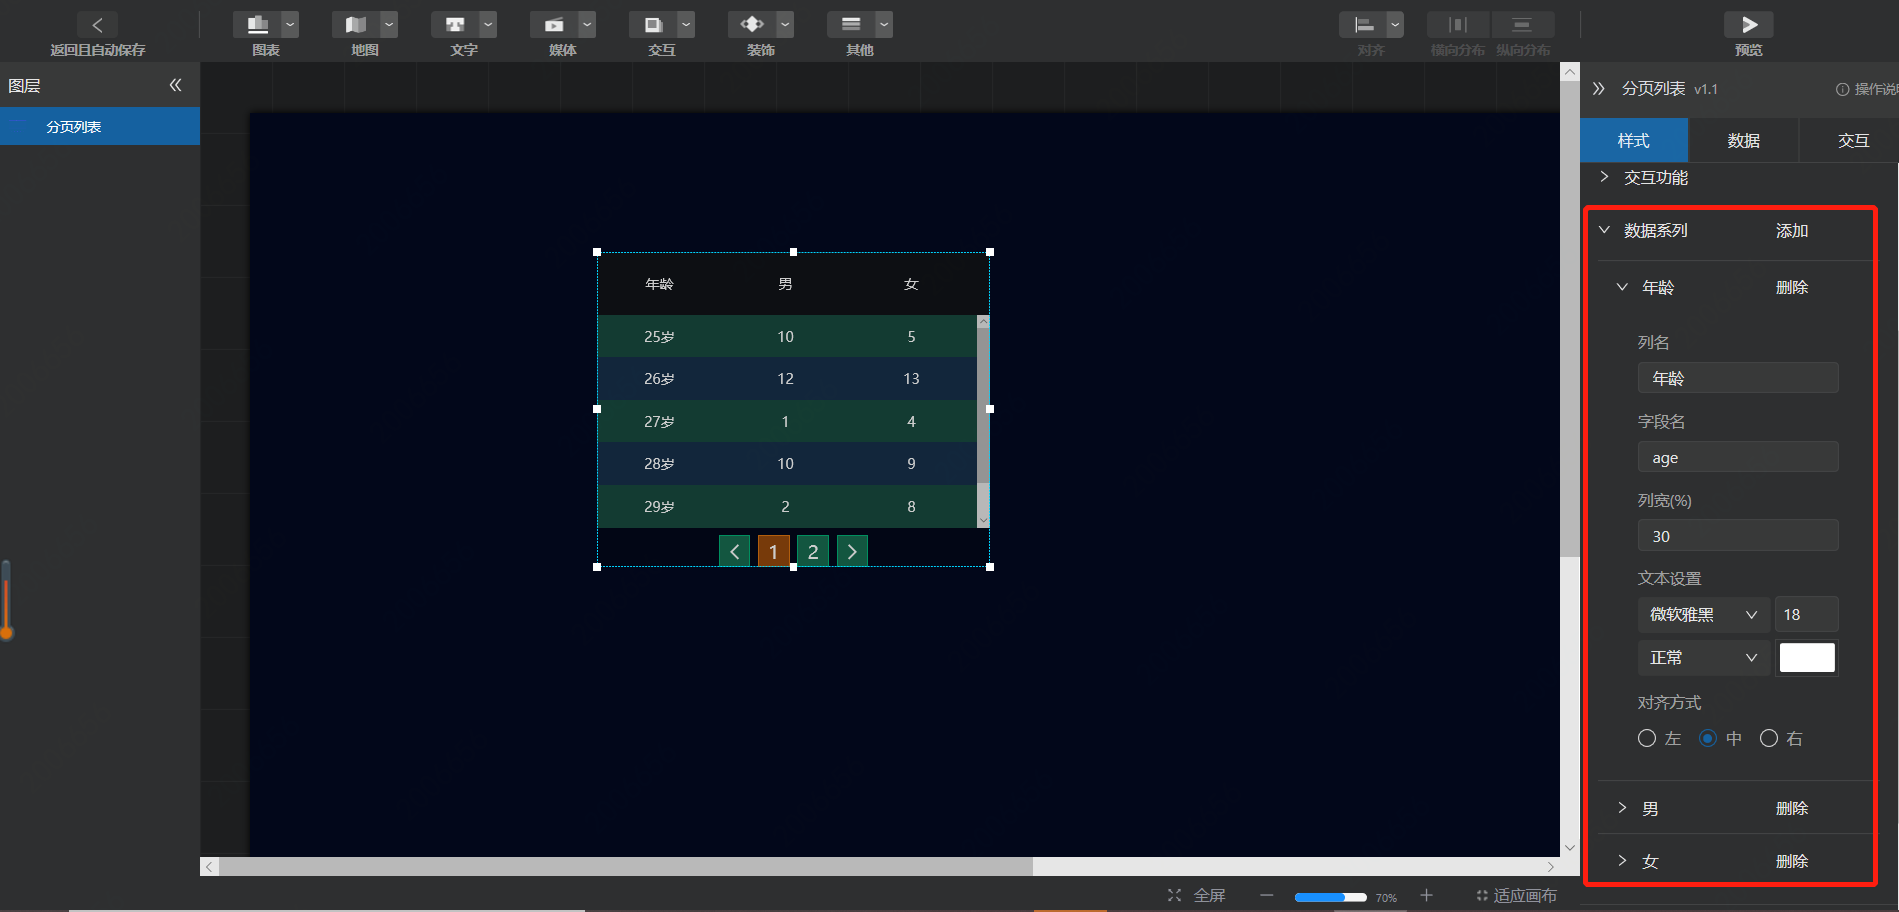 返回且自动保存
图表
地图
文字
媒体
交互
装饰
其他
对齐
横向分布
纵向分布
预览
图层
分页列表
年龄 男 女
25岁 10 5
26岁 12 13
27岁 1 4
28岁 10 9
29岁 2 8
1 2
全屏
70%
适应画布
分页列表 v1.1
操作说
样式 数据 交互
交互功能
数据系列 添加
年龄 删除
列名
年龄
字段名
age
列宽(%)
30
文本设置
微软雅黑 18
正常
对齐方式
左 中 右
男 删除
女 删除